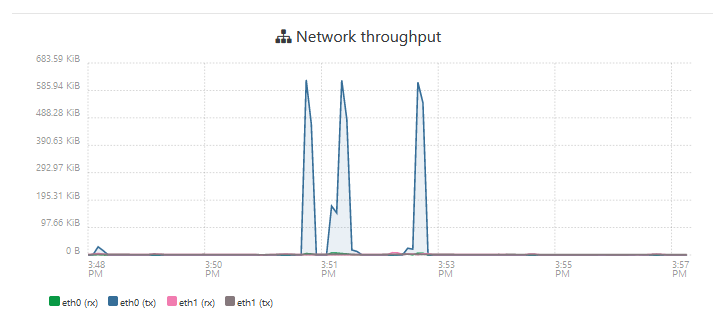 Network throughput
683.59 KiB
585.94 KiB
488.28 KiB
390.63 KiB
292.97 KiB
195.31 KiB
97.66 KiB
0 B
3:48 PM
3:50 PM
3:51 PM
3:53 PM
3:55 PM
3:57 PM
eth0 (rx) eth0 (tx) eth1 (rx) eth1 (tx)